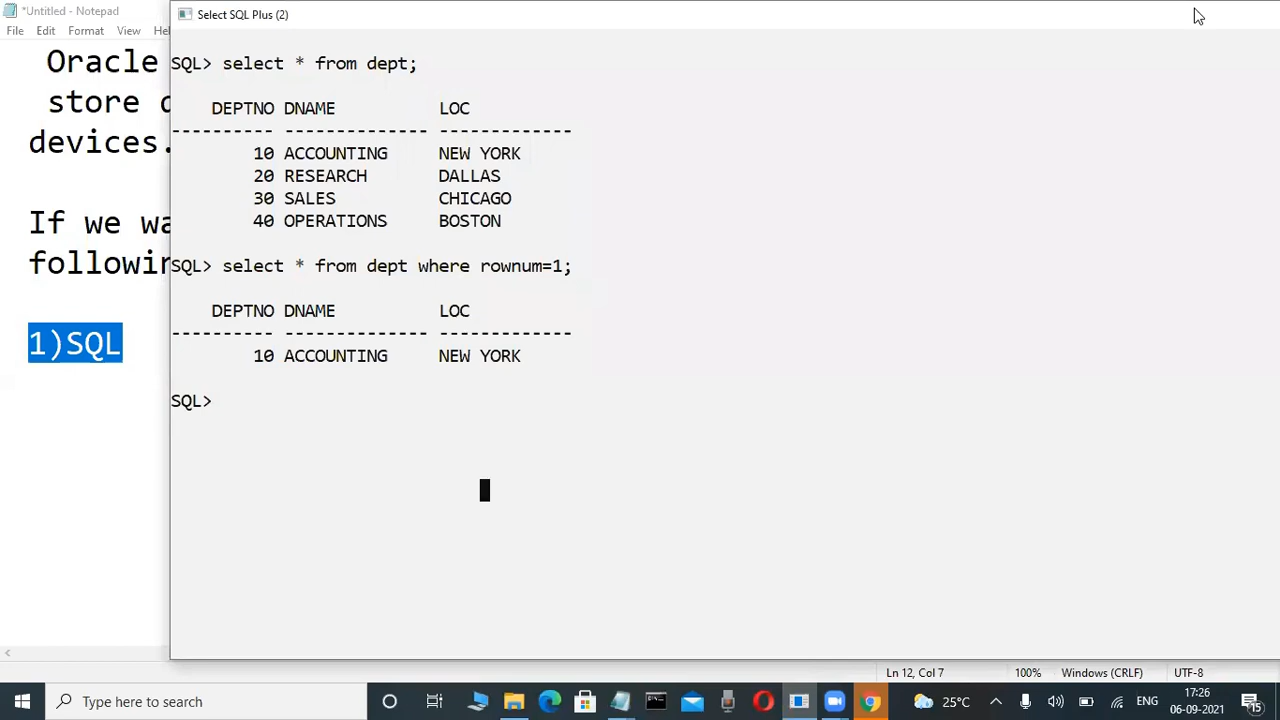 *Untitled - Notepad
File Edit Format View Hel
Oracle
store d
devices.
If we wa
followin
1)SQL
Select SQL Plus (2)
SQL> select * from dept;
DEPTNO DNAME LOC
---------- -------------- -------------
10 ACCOUNTING NEW YORK
20 RESEARCH DALLAS
30 SALES CHICAGO
40 OPERATIONS BOSTON
SQL> select * from dept where rownum=1;
DEPTNO DNAME LOC
---------- -------------- -------------
10 ACCOUNTING NEW YORK
SQL>
Ln 12, Col 7 100% Windows (CRLF) UTF-8
Type here to search
25°C ENG
17:26
06-09-2021
15